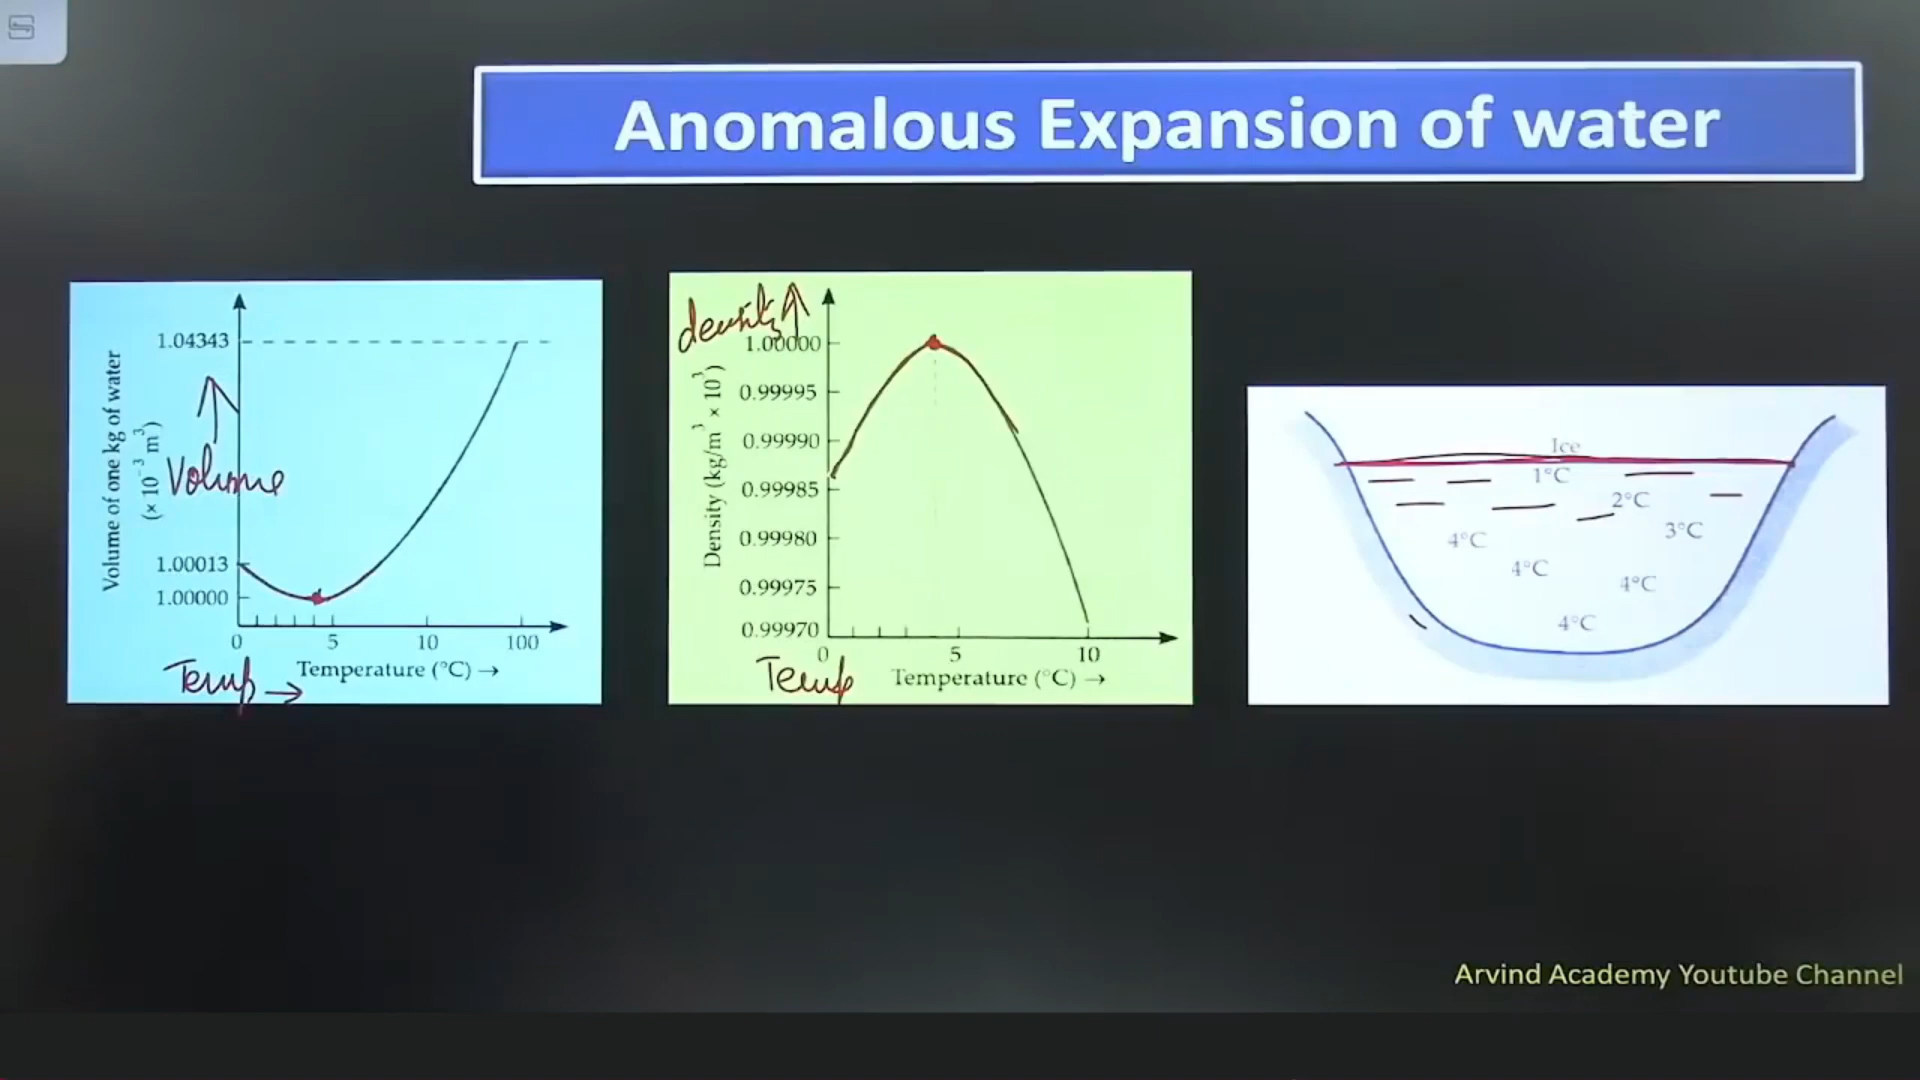 Anomalous Expansion of water
1.04343
Volume of one kg of water
(× 10⁻³ m³)
Volume
1.00013
1.00000
0 5 10 100
Temperature (°C) →
Temp →
density
1.00000
0.99995
0.99990
0.99985
0.99980
0.99975
0.99970
Density (kg/m³ × 10³)
0 5 10
Temp
Temperature (°C) →
Ice
1°C
2°C
3°C
4°C
4°C
4°C
4°C
Arvind Academy Youtube Channel